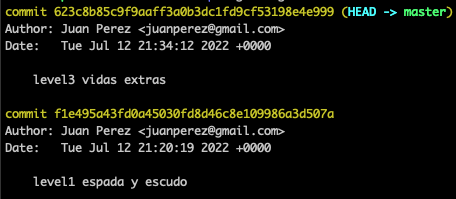 commit 623c8b85c9f9aaff3a0b3dc1fd9cf53198e4e999 (HEAD -> master)
Author: Juan Perez <juanperez@gmail.com>
Date:   Tue Jul 12 21:34:12 2022 +0000
level3 vidas extras
commit f1e495a43fd0a45030fd8d46c8e109986a3d507a
Author: Juan Perez <juanperez@gmail.com>
Date:   Tue Jul 12 21:20:19 2022 +0000
level1 espada y escudo